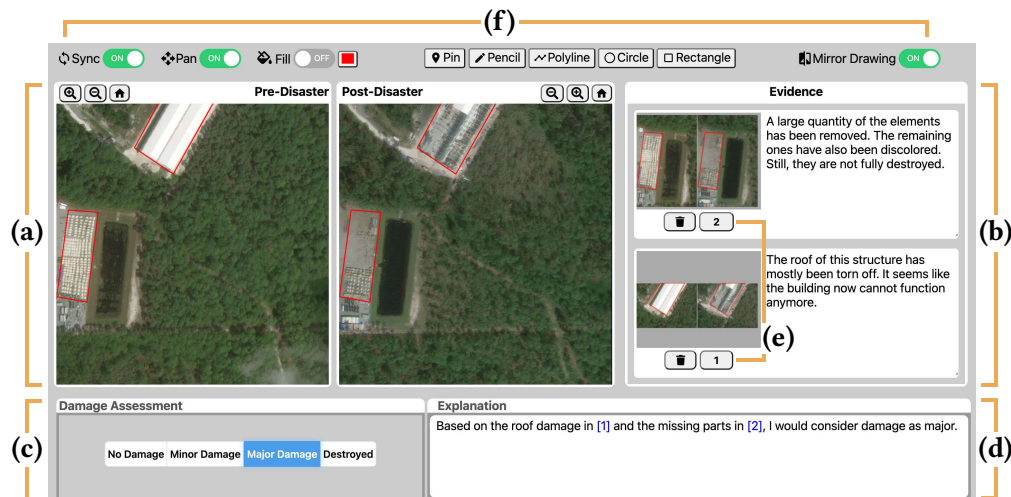 (f)
Sync ON Pan ON Fill OFF Pin Pencil Polyline Circle Rectangle Mirror Drawing ON
Pre-Disaster Post-Disaster Evidence
A large quantity of the elements
has been removed. The remaining
ones have also been discolored.
Still, they are not fully destroyed.
2
(a)
(b)
The roof of this structure has
mostly been torn off. It seems like
the building now cannot function
anymore.
(e)
1
Damage Assessment Explanation
Based on the roof damage in [1] and the missing parts in [2], I would consider damage as major.
(c)
No Damage Minor Damage Major Damage Destroyed
(d)